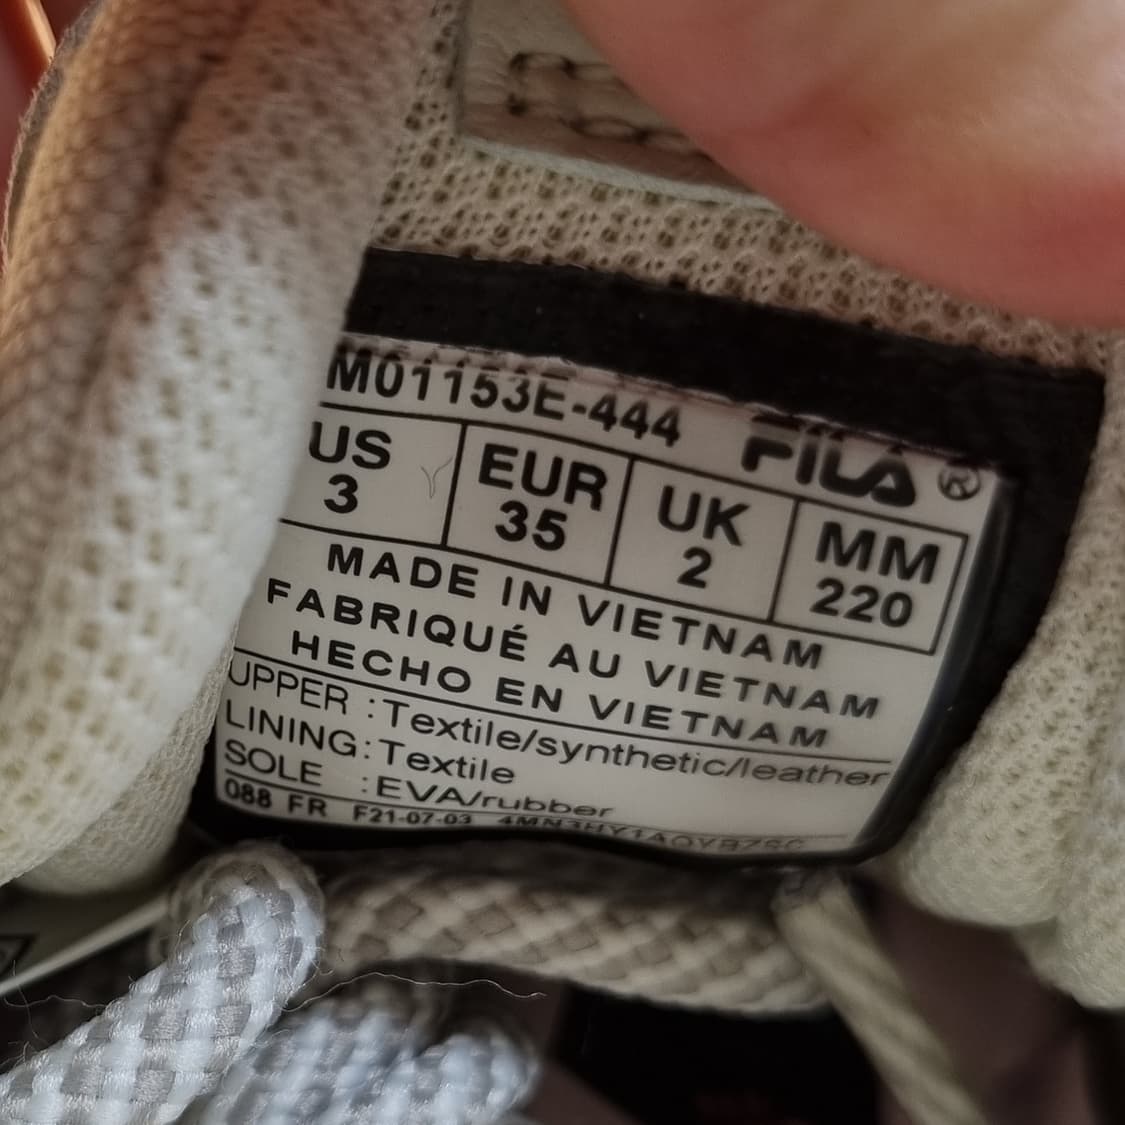 M01153E-444 FILA®
US EUR UK MM
3 35 2 220
MADE IN VIETNAM
FABRIQUÉ AU VIETNAM
HECHO EN VIETNAM
UPPER :Textile/synthetic/leather
LINING:Textile
SOLE :EVA/rubber
088 FR F21-07-03